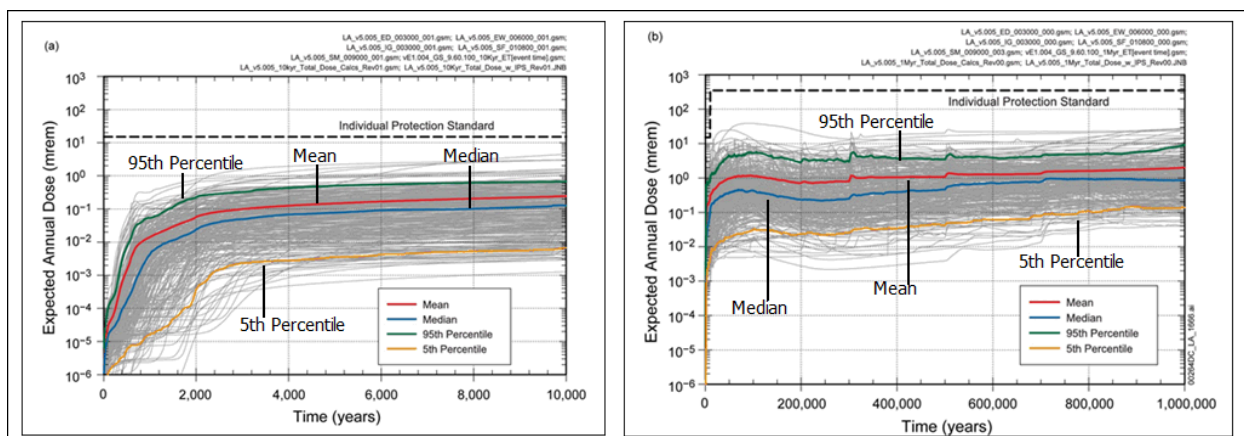 (a)
LA_v5.005_ED_003000_001.gsm; LA_v5.005_EW_006000_001.gsm;
LA_v5.005_IG_003000_001.gsm; LA_v5.005_SF_010800_001.gsm;
LA_v5.005_SM_009000_001.gsm; vE1.004_GS_9.60.100_10Kyr_ET[event time].gsm;
LA_v5.005_10kyr_Total_Dose_Calcs_Rev01.gsm; LA_v5.005_10Kyr_Total_Dose_w_IPS_Rev01.JNB
Expected Annual Dose (mrem)
10³
10²
10¹
10⁰
10⁻¹
10⁻²
10⁻³
10⁻⁴
10⁻⁵
10⁻⁶
Individual Protection Standard
95th Percentile
Mean
Median
5th Percentile
Mean
Median
95th Percentile
5th Percentile
0
2,000
4,000
6,000
8,000
10,000
Time (years)
(b)
LA_v5.005_ED_003000_000.gsm; LA_v5.005_EW_006000_000.gsm;
LA_v5.005_IG_003000_000.gsm; LA_v5.005_SF_010800_000.gsm;
LA_v5.005_SM_009000_003.gsm; vE1.004_GS_9.60.100_1Myr_ET[event time].gsm;
LA_v5.005_1Myr_Total_Dose_Calcs_Rev00.gsm; LA_v5.005_1Myr_Total_Dose_w_IPS_Rev00.JNB
Expected Annual Dose (mrem)
10³
10²
10¹
10⁰
10⁻¹
10⁻²
10⁻³
10⁻⁴
10⁻⁵
10⁻⁶
Individual Protection Standard
95th Percentile
5th Percentile
Mean
Median
Mean
Median
95th Percentile
5th Percentile
00264DC_LA_1666.ai
0
200,000
400,000
600,000
800,000
1,000,000
Time (years)